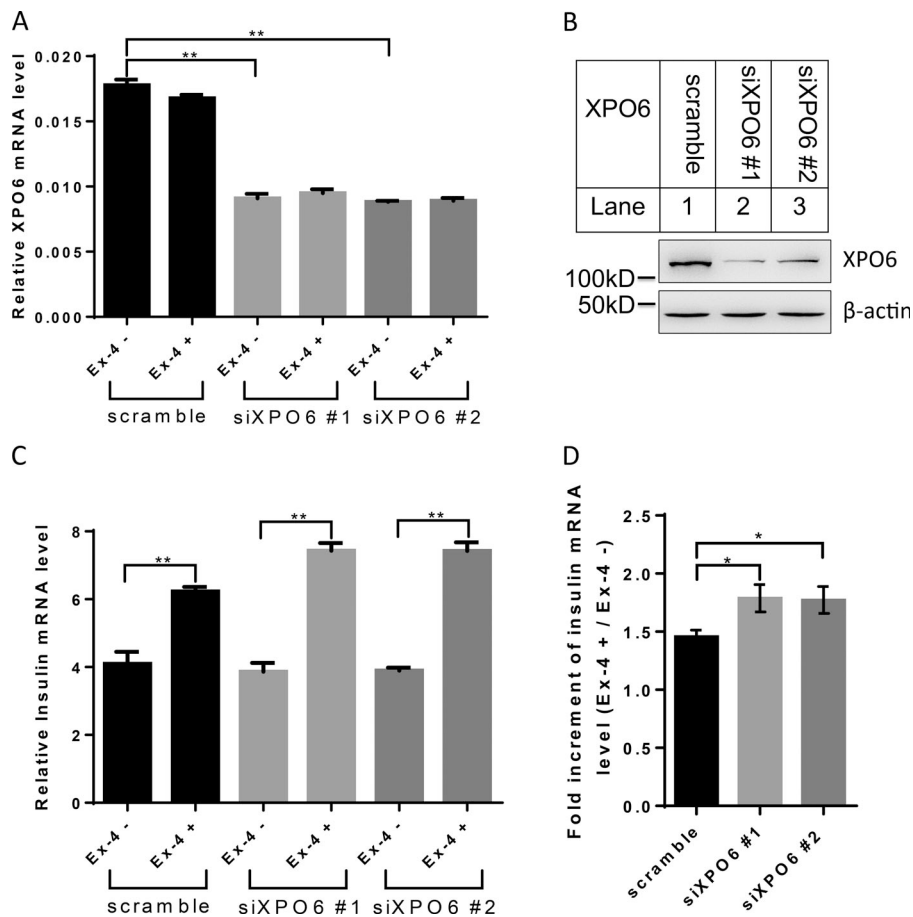 A
Relative XPO6 mRNA level
0.020
0.015
0.010
0.005
0.000
**
**
Ex-4 -
Ex-4 +
Ex-4 -
Ex-4 +
Ex-4 -
Ex-4 +
scramble
siXPO6 #1
siXPO6 #2
B
XPO6
scramble
siXPO6 #1
siXPO6 #2
Lane
1
2
3
100kD
50kD
XPO6
β-actin
C
Relative Insulin mRNA level
8
6
4
2
0
**
**
**
Ex-4 -
Ex-4 +
Ex-4 -
Ex-4 +
Ex-4 -
Ex-4 +
scramble
siXPO6 #1
siXPO6 #2
D
Fold increment of insulin mRNA
level (Ex-4 + / Ex-4 -)
2.5
2.0
1.5
1.0
0.5
0.0
*
*
scramble
siXPO6 #1
siXPO6 #2